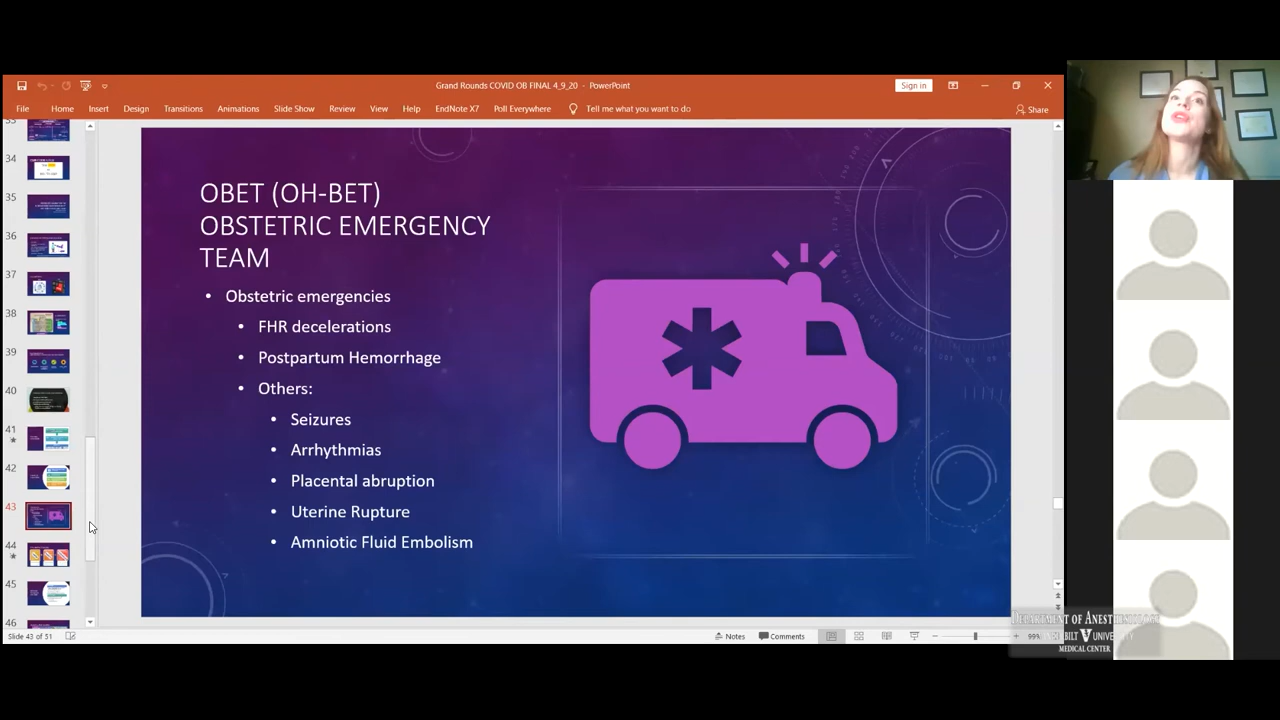 Grand Rounds COVID OB FINAL 4_9_20 - PowerPoint
Sign in
File Home Insert Design Transitions Animations Slide Show Review View Help EndNote X7 Poll Everywhere Tell me what you want to do
Share
34
35
36
37
38
39
40
41
42
43
44
45
46
OBET (OH-BET)
OBSTETRIC EMERGENCY
TEAM
• Obstetric emergencies
• FHR decelerations
• Postpartum Hemorrhage
• Others:
• Seizures
• Arrhythmias
• Placental abruption
• Uterine Rupture
• Amniotic Fluid Embolism
Slide 43 of 51
Notes Comments
99%
DEPARTMENT OF
UNIVERSITY
MEDICAL CENTER